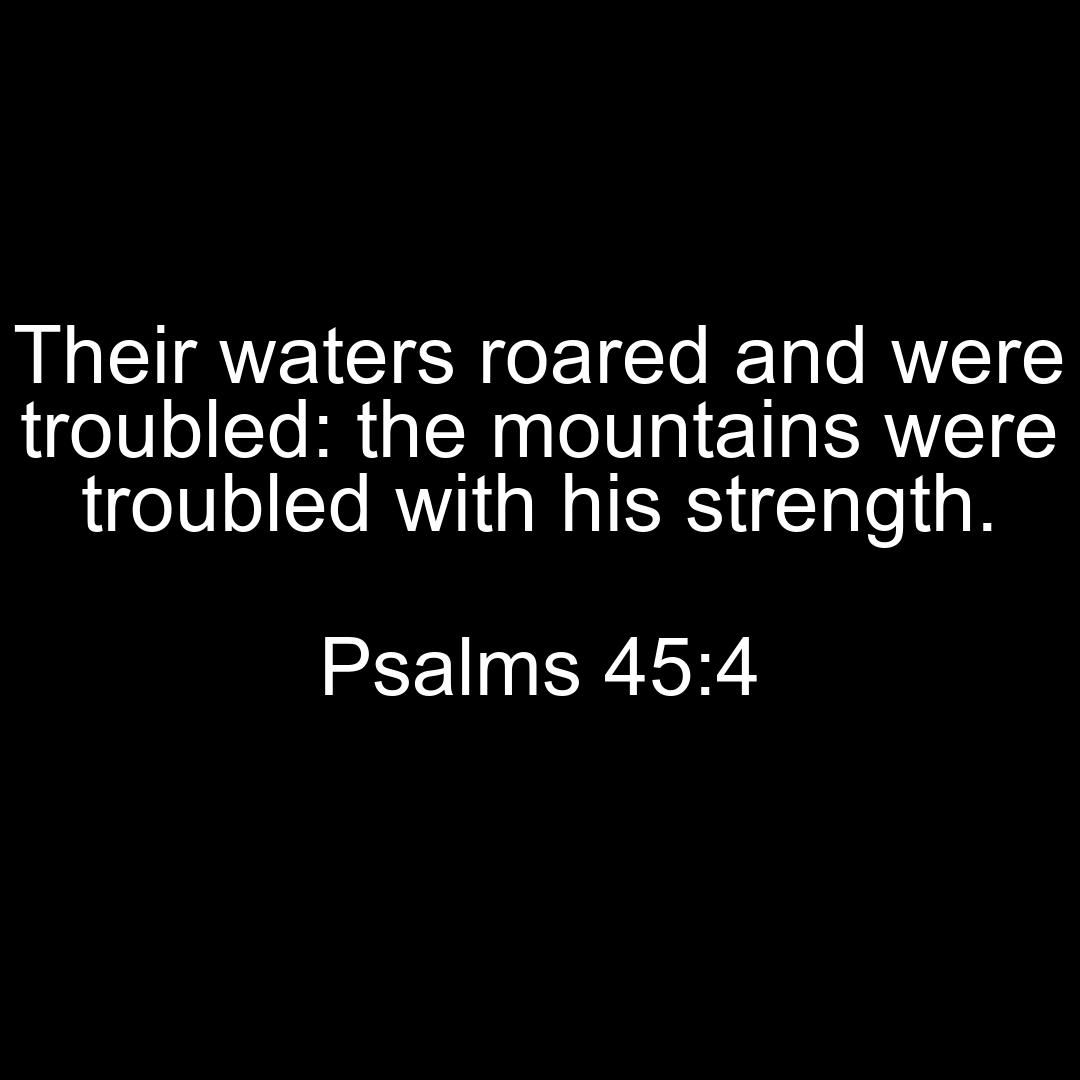 Their waters roared and were
troubled: the mountains were
troubled with his strength.
Psalms 45:4